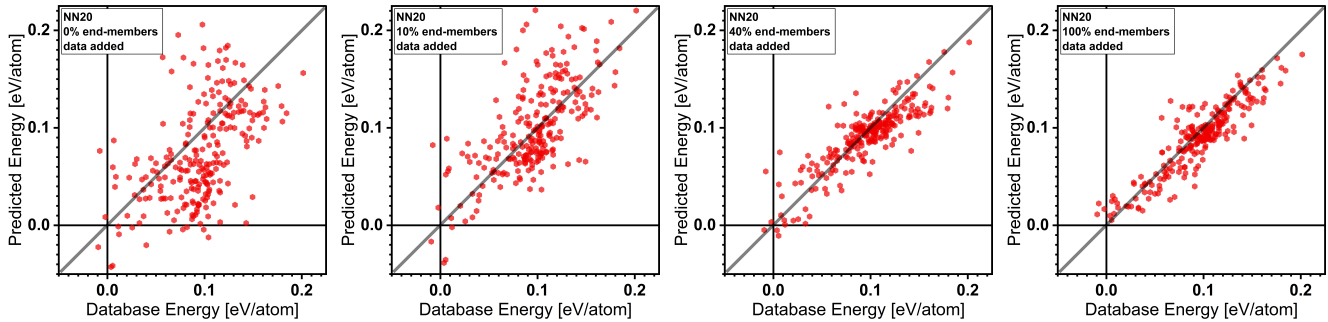 NN20
0% end-members
data added
0.2
0.1
0.0
Predicted Energy [eV/atom]
0.0
0.1
0.2
Database Energy [eV/atom]
NN20
10% end-members
data added
0.2
0.1
0.0
Predicted Energy [eV/atom]
0.0
0.1
0.2
Database Energy [eV/atom]
NN20
40% end-members
data added
0.2
0.1
0.0
Predicted Energy [eV/atom]
0.0
0.1
0.2
Database Energy [eV/atom]
NN20
100% end-members
data added
0.2
0.1
0.0
Predicted Energy [eV/atom]
0.0
0.1
0.2
Database Energy [eV/atom]